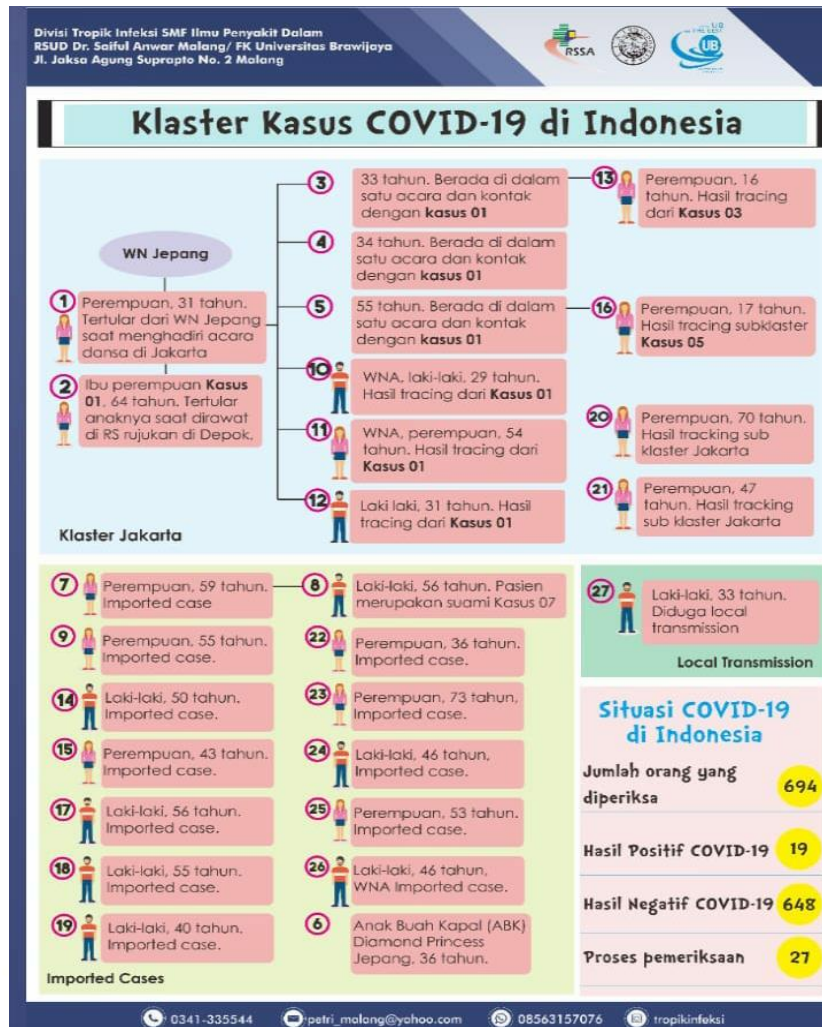 Divisi Tropik Infeksi SMF Ilmu Penyakit Dalam
RSUD Dr. Saiful Anwar Malang/ FK Universitas Brawijaya
Jl. Jaksa Agung Suprapto No. 2 Malang
RSSA
UB
Klaster Kasus COVID-19 di Indonesia
WN Jepang
1
Perempuan, 31 tahun.
Tertular dari WN Jepang
saat menghadiri acara
dansa di Jakarta
2
Ibu perempuan Kasus
01, 64 tahun. Tertular
anaknya saat dirawat
di RS rujukan di Depok.
3
33 tahun. Berada di dalam
satu acara dan kontak
dengan kasus 01
4
34 tahun. Berada di dalam
satu acara dan kontak
dengan kasus 01
5
55 tahun. Berada di dalam
satu acara dan kontak
dengan kasus 01
10
WNA, laki-laki, 29 tahun.
Hasil tracing dari Kasus 01
11
WNA, perempuan, 54
tahun. Hasil tracing dari
Kasus 01
12
Laki laki, 31 tahun. Hasil
tracing dari Kasus 01
13
Perempuan, 16
tahun. Hasil tracing
dari Kasus 03
16
Perempuan, 17 tahun.
Hasil tracing subklaster
Kasus 05
20
Perempuan, 70 tahun.
Hasil tracking sub
klaster Jakarta
21
Perempuan, 47
tahun. Hasil tracking
sub klaster Jakarta
Klaster Jakarta
7
Perempuan, 59 tahun.
Imported case
9
Perempuan, 55 tahun.
Imported case.
14
Laki-laki, 50 tahun.
Imported case.
15
Perempuan, 43 tahun.
Imported case.
17
Laki-laki, 56 tahun.
Imported case.
18
Laki-laki, 55 tahun.
Imported case.
19
Laki-laki, 40 tahun.
Imported case.
8
Laki-laki, 56 tahun. Pasien
merupakan suami Kasus 07
22
Perempuan, 36 tahun.
Imported case.
23
Perempuan, 73 tahun,
Imported case.
24
Laki-laki, 46 tahun,
Imported case.
25
Perempuan, 53 tahun.
Imported case.
26
Laki-laki, 46 tahun,
WNA Imported case.
6
Anak Buah Kapal (ABK)
Diamond Princess
Jepang. 36 tahun.
Imported Cases
27
Laki-laki, 33 tahun.
Diduga local
transmission
Local Transmission
Situasi COVID-19
di Indonesia
Jumlah orang yang
diperiksa
694
Hasil Positif COVID-19 19
Hasil Negatif COVID-19 648
Proses pemeriksaan 27
0341-335544 petri_malang@yahoo.com 08563157076 tropikinfeksi